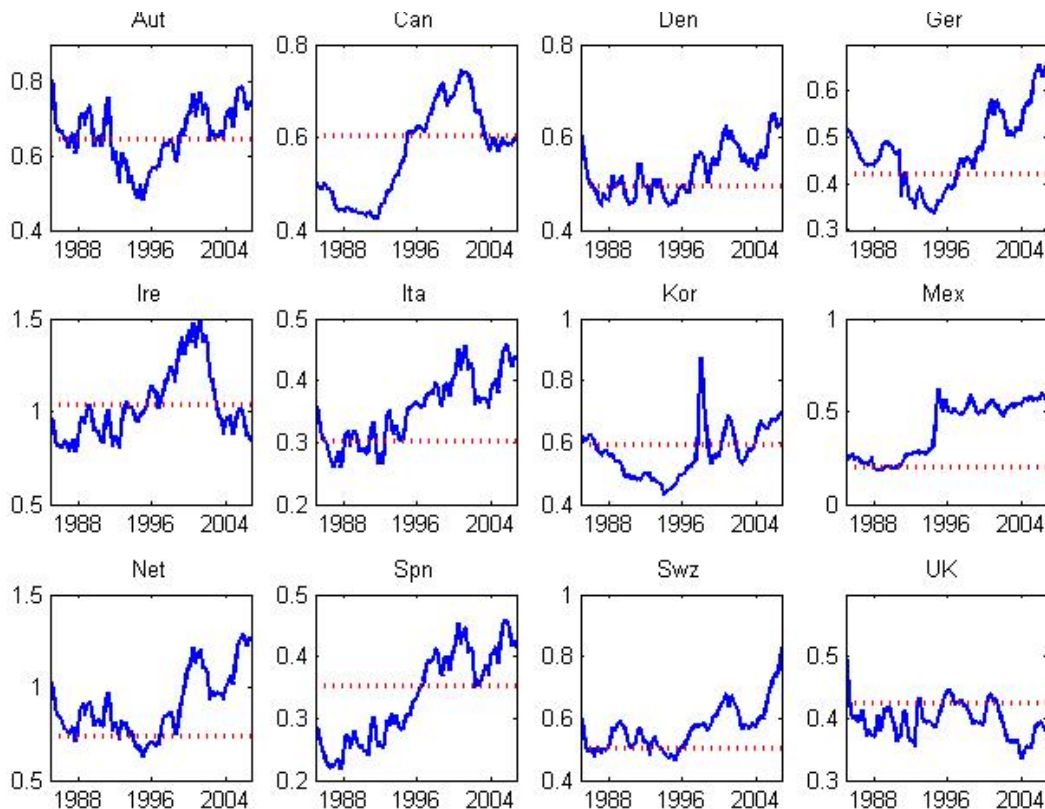 Aut Can Den Ger
0.8 0.8 0.7
0.8 0.8 0.6
0.6 0.6 0.6 0.5
0.4
0.4 0.4 0.4 0.3
1988 1996 2004 1988 1996 2004 1988 1996 2004 1988 1996 2004
Ire Ita Kor Mex
1.5 0.5 1 1
0.4 0.8
1 0.3 0.6 0.5
0.5 0.2 0.4 0
1988 1996 2004 1988 1996 2004 1988 1996 2004 1988 1996 2004
Net Spn Swz UK
1.5 0.5 1
0.4 0.8 0.5
1 0.3 0.6 0.4
0.5 0.2 0.4 0.3
1988 1996 2004 1988 1996 2004 1988 1996 2004 1988 1996 2004